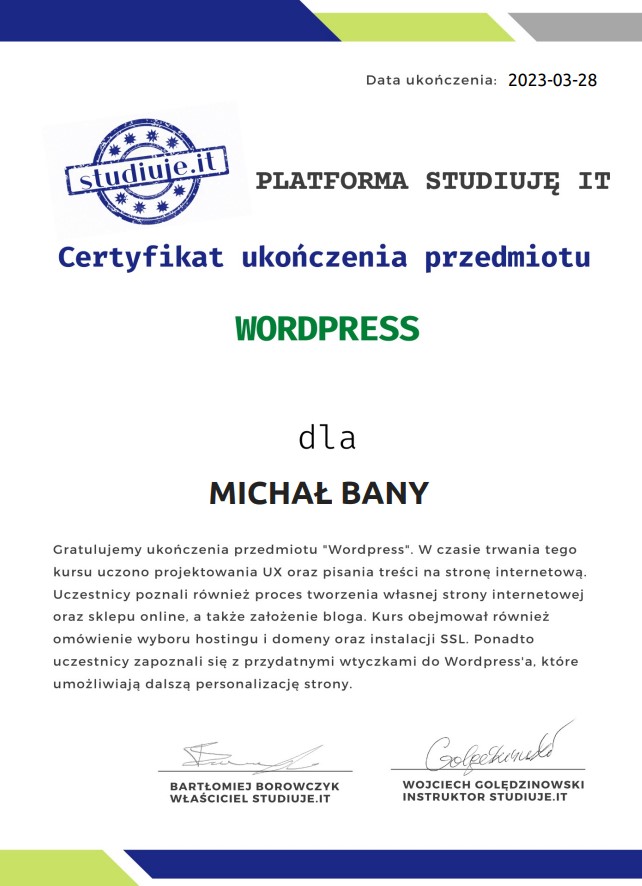 Data ukończenia: 2023-03-28
studiuje.it
PLATFORMA STUDIUJĘ IT
Certyfikat ukończenia przedmiotu
WORDPRESS
dla
MICHAŁ BANY
Gratulujemy ukończenia przedmiotu "Wordpress". W czasie trwania tego
kursu uczono projektowania UX oraz pisania treści na stronę internetową.
Uczestnicy poznali również proces tworzenia własnej strony internetowej
oraz sklepu online, a także założenie bloga. Kurs obejmował również
omówienie wyboru hostingu i domeny oraz instalacji SSL. Ponadto
uczestnicy zapoznali się z przydatnymi wtyczkami do Wordpress'a, które
umożliwiają dalszą personalizację strony.
BARTŁOMIEJ BOROWCZYK
WŁAŚCICIEL STUDIUJE.IT
WOJCIECH GOLĘDZINOWSKI
INSTRUKTOR STUDIUJE.IT